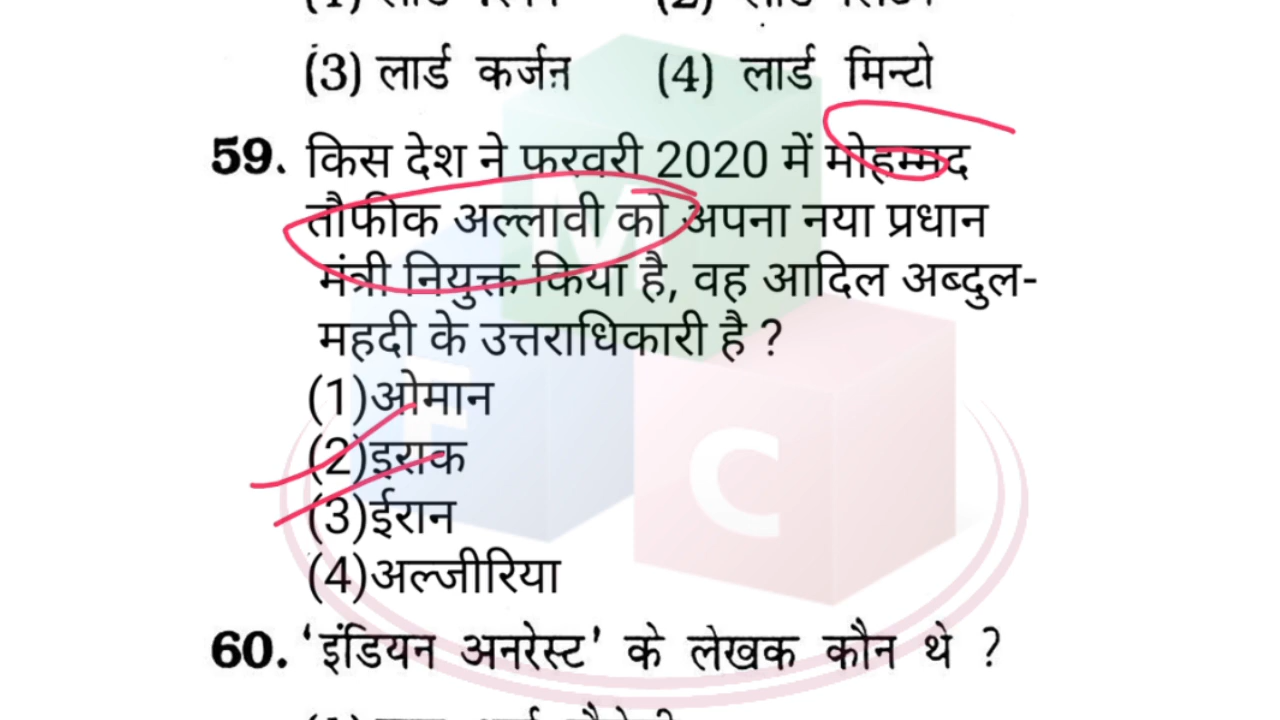 (3) लार्ड कर्जन (4) लार्ड मिन्टो
59. किस देश ने फरवरी 2020 में मोहम्मद
तौफीक अल्लावी को अपना नया प्रधान
मंत्री नियुक्त किया है, वह आदिल अब्दुल-
महदी के उत्तराधिकारी है ?
(1)ओमान
(2)इराक
(3)ईरान
(4)अल्जीरिया
60. ‘इंडियन अनरेस्ट’ के लेखक कौन थे ?
M
F
C